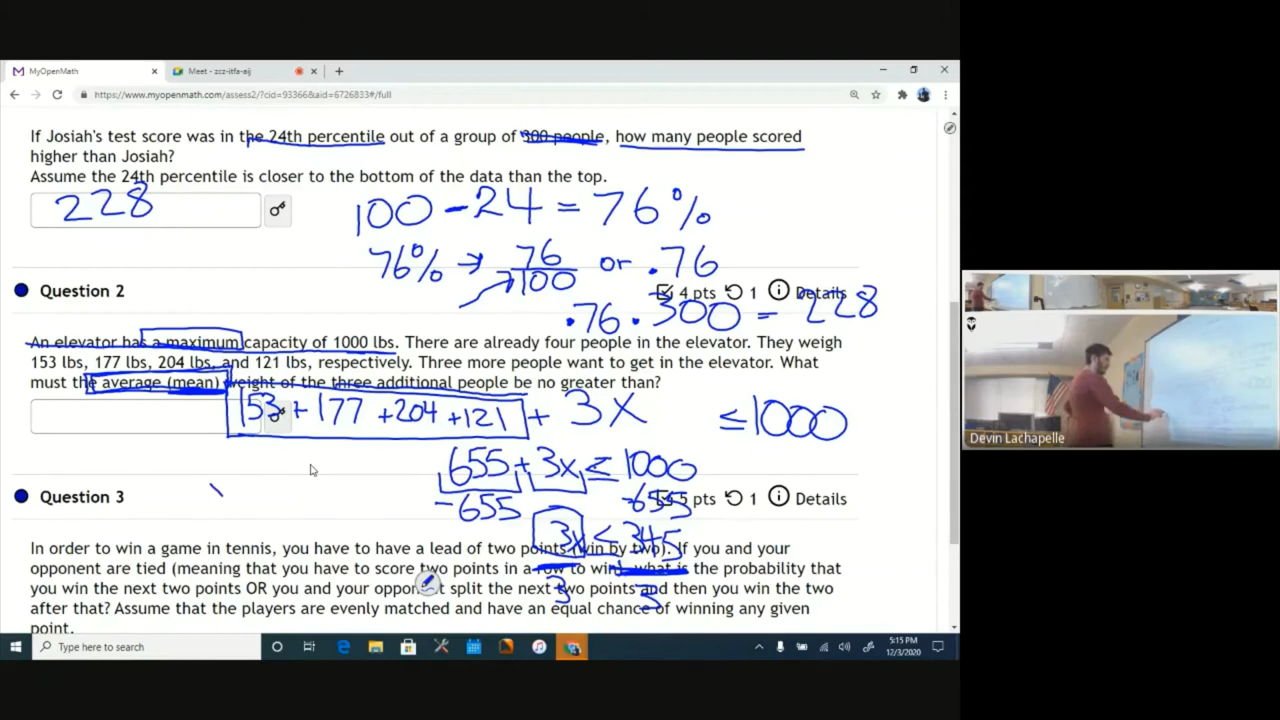 MyOpenMath
Meet - zcz-itfa-aij
https://www.myopenmath.com/assess2/?cid=93366&aid=6726833#/full
If Josiah's test score was in the 24th percentile out of a group of 300 people, how many people scored
higher than Josiah?
Assume the 24th percentile is closer to the bottom of the data than the top.
228
100 - 24 = 76%
76% → 76/100 or .76
Question 2
4 pts 1 Details
.76 · 300 = 228
An elevator has a maximum capacity of 1000 lbs. There are already four people in the elevator. They weigh
153 lbs, 177 lbs, 204 lbs, and 121 lbs, respectively. Three more people want to get in the elevator. What
must the average (mean) weight of the three additional people be no greater than?
153 + 177 + 204 + 121 + 3x ≤ 1000
655 + 3x ≤ 1000
Question 3
5 pts 1 Details
-655 -655
3x ≤ 345
3 3
In order to win a game in tennis, you have to have a lead of two points (win by two). If you and your
opponent are tied (meaning that you have to score two points in a row to win), what is the probability that
you win the next two points OR you and your opponent split the next two points and then you win the two
after that? Assume that the players are evenly matched and have an equal chance of winning any given
point.
Type here to search
5:15 PM
12/3/2020
Devin Lachapelle